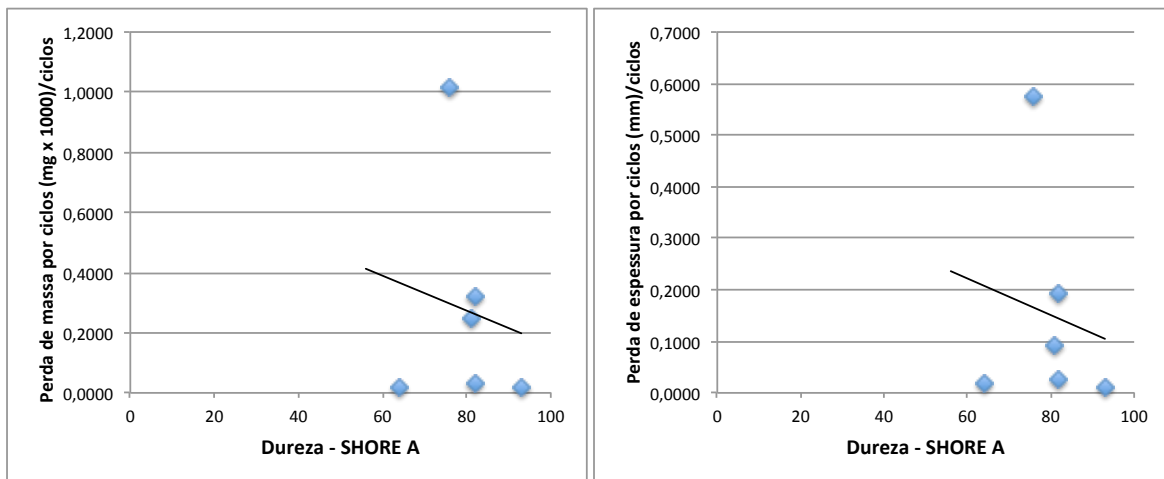 Perda de massa por ciclos (mg x 1000)/ciclos
1,2000
1,0000
0,8000
0,6000
0,4000
0,2000
0,0000
0 20 40 60 80 100
Dureza - SHORE A
Perda de espessura por ciclos (mm)/ciclos
0,7000
0,6000
0,5000
0,4000
0,3000
0,2000
0,1000
0,0000
0 20 40 60 80 100
Dureza - SHORE A